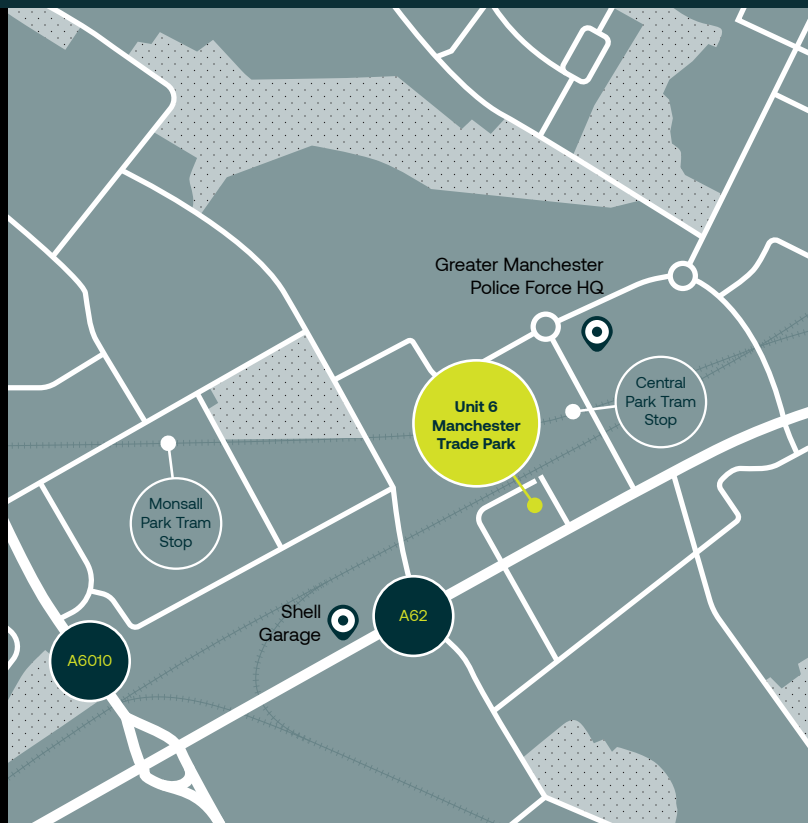 Greater Manchester
Police Force HQ
Unit 6
Manchester
Trade Park
Central
Park Tram
Stop
Monsall
Park Tram
Stop
Shell
Garage
A62
A6010